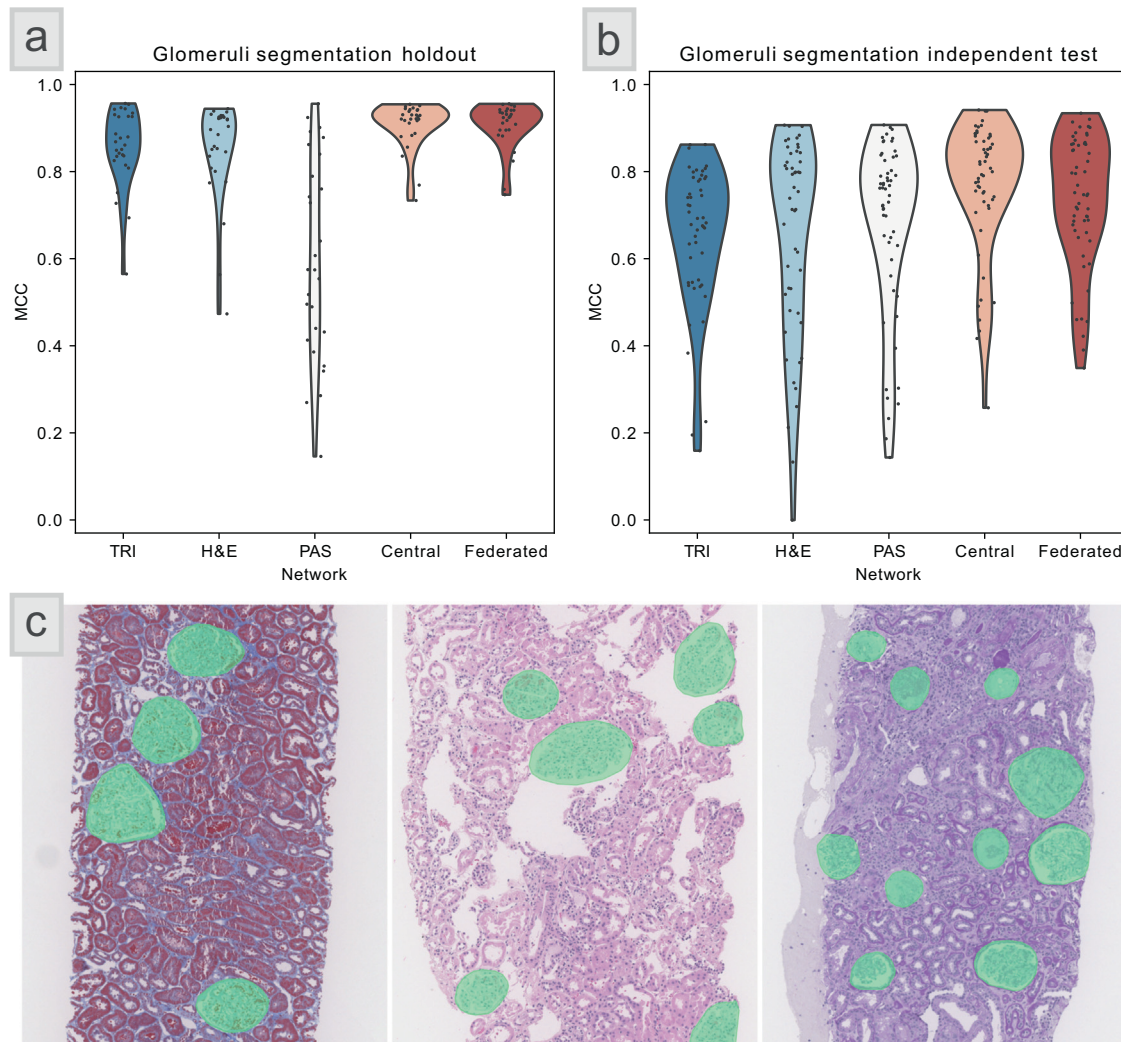 a
Glomeruli segmentation holdout
1.0
0.8
0.6
0.4
0.2
0.0
MCC
TRI H&E PAS Central Federated
Network
b
Glomeruli segmentation independent test
1.0
0.8
0.6
0.4
0.2
0.0
MCC
TRI H&E PAS Central Federated
Network
c